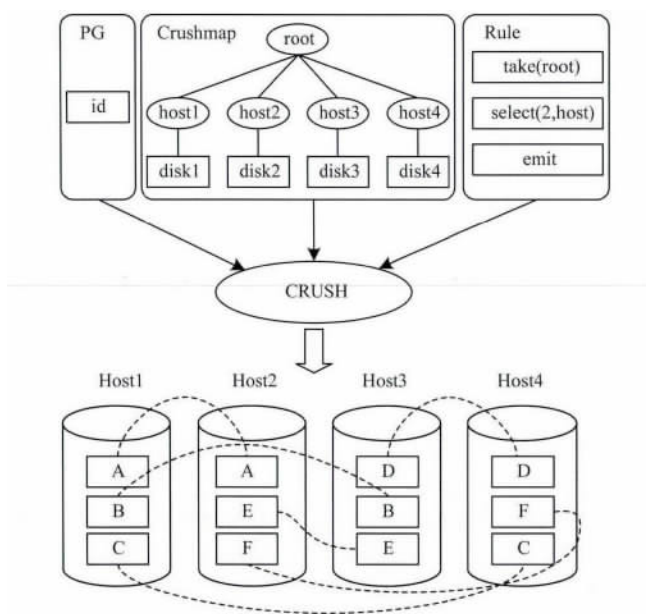 PG
Crushmap
Rule
root
take(root)
id
host1 host2 host3 host4
select(2,host)
disk1 disk2 disk3 disk4
emit
CRUSH
Host1 Host2 Host3 Host4
A A D D
B E B F
C F E C